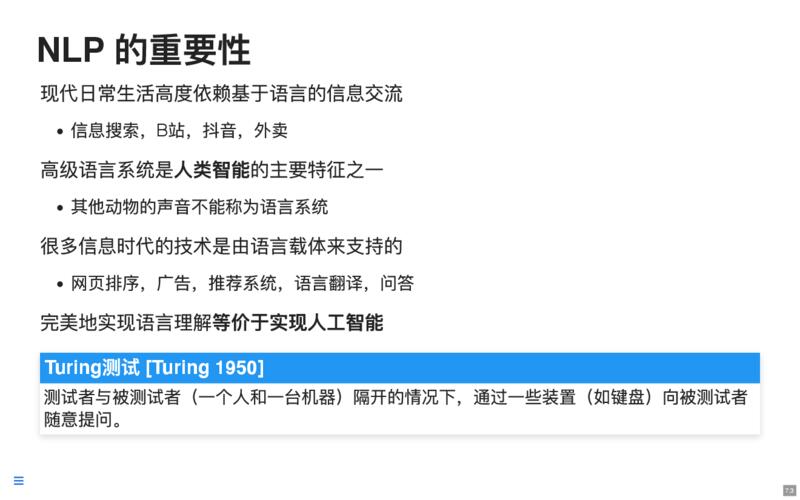 NLP 的重要性
现代日常生活高度依赖基于语言的信息交流
• 信息搜索，B站，抖音，外卖
高级语言系统是人类智能的主要特征之一
• 其他动物的声音不能称为语言系统
很多信息时代的技术是由语言载体来支持的
• 网页排序，广告，推荐系统，语言翻译，问答
完美地实现语言理解等价于实现人工智能
Turing测试 [Turing 1950]
测试者与被测试者（一个人和一台机器）隔开的情况下，通过一些装置（如键盘）向被测试者
随意提问。
7.3